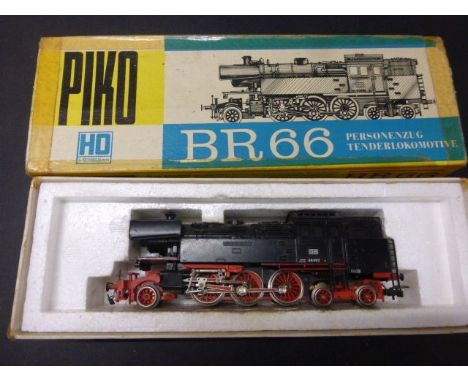 PIKO
HO
BR 66
PERSONENZUG
TENDERLOKOMOTIVE